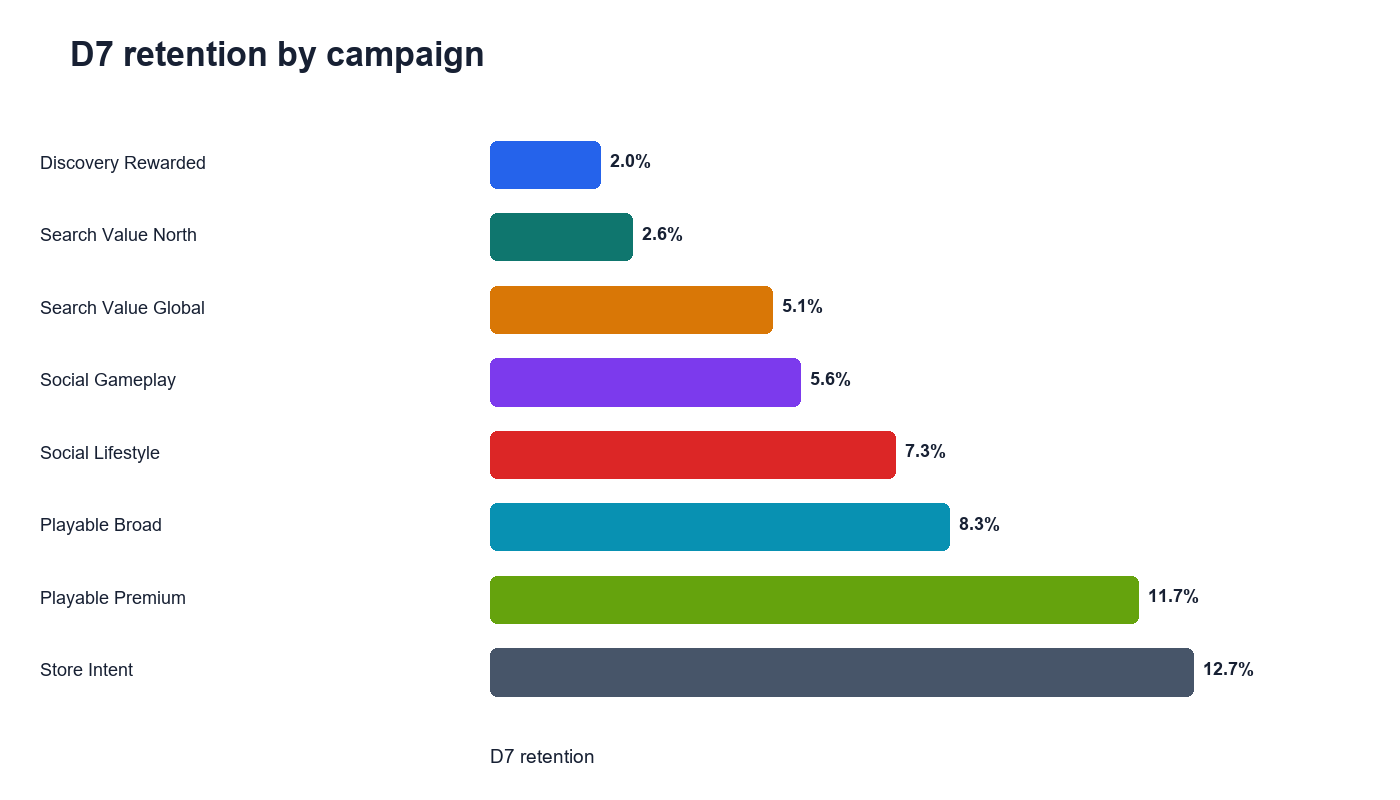 D7 retention by campaign
Discovery Rewarded 2.0%
Search Value North 2.6%
Search Value Global 5.1%
Social Gameplay 5.6%
Social Lifestyle 7.3%
Playable Broad 8.3%
Playable Premium 11.7%
Store Intent 12.7%
D7 retention